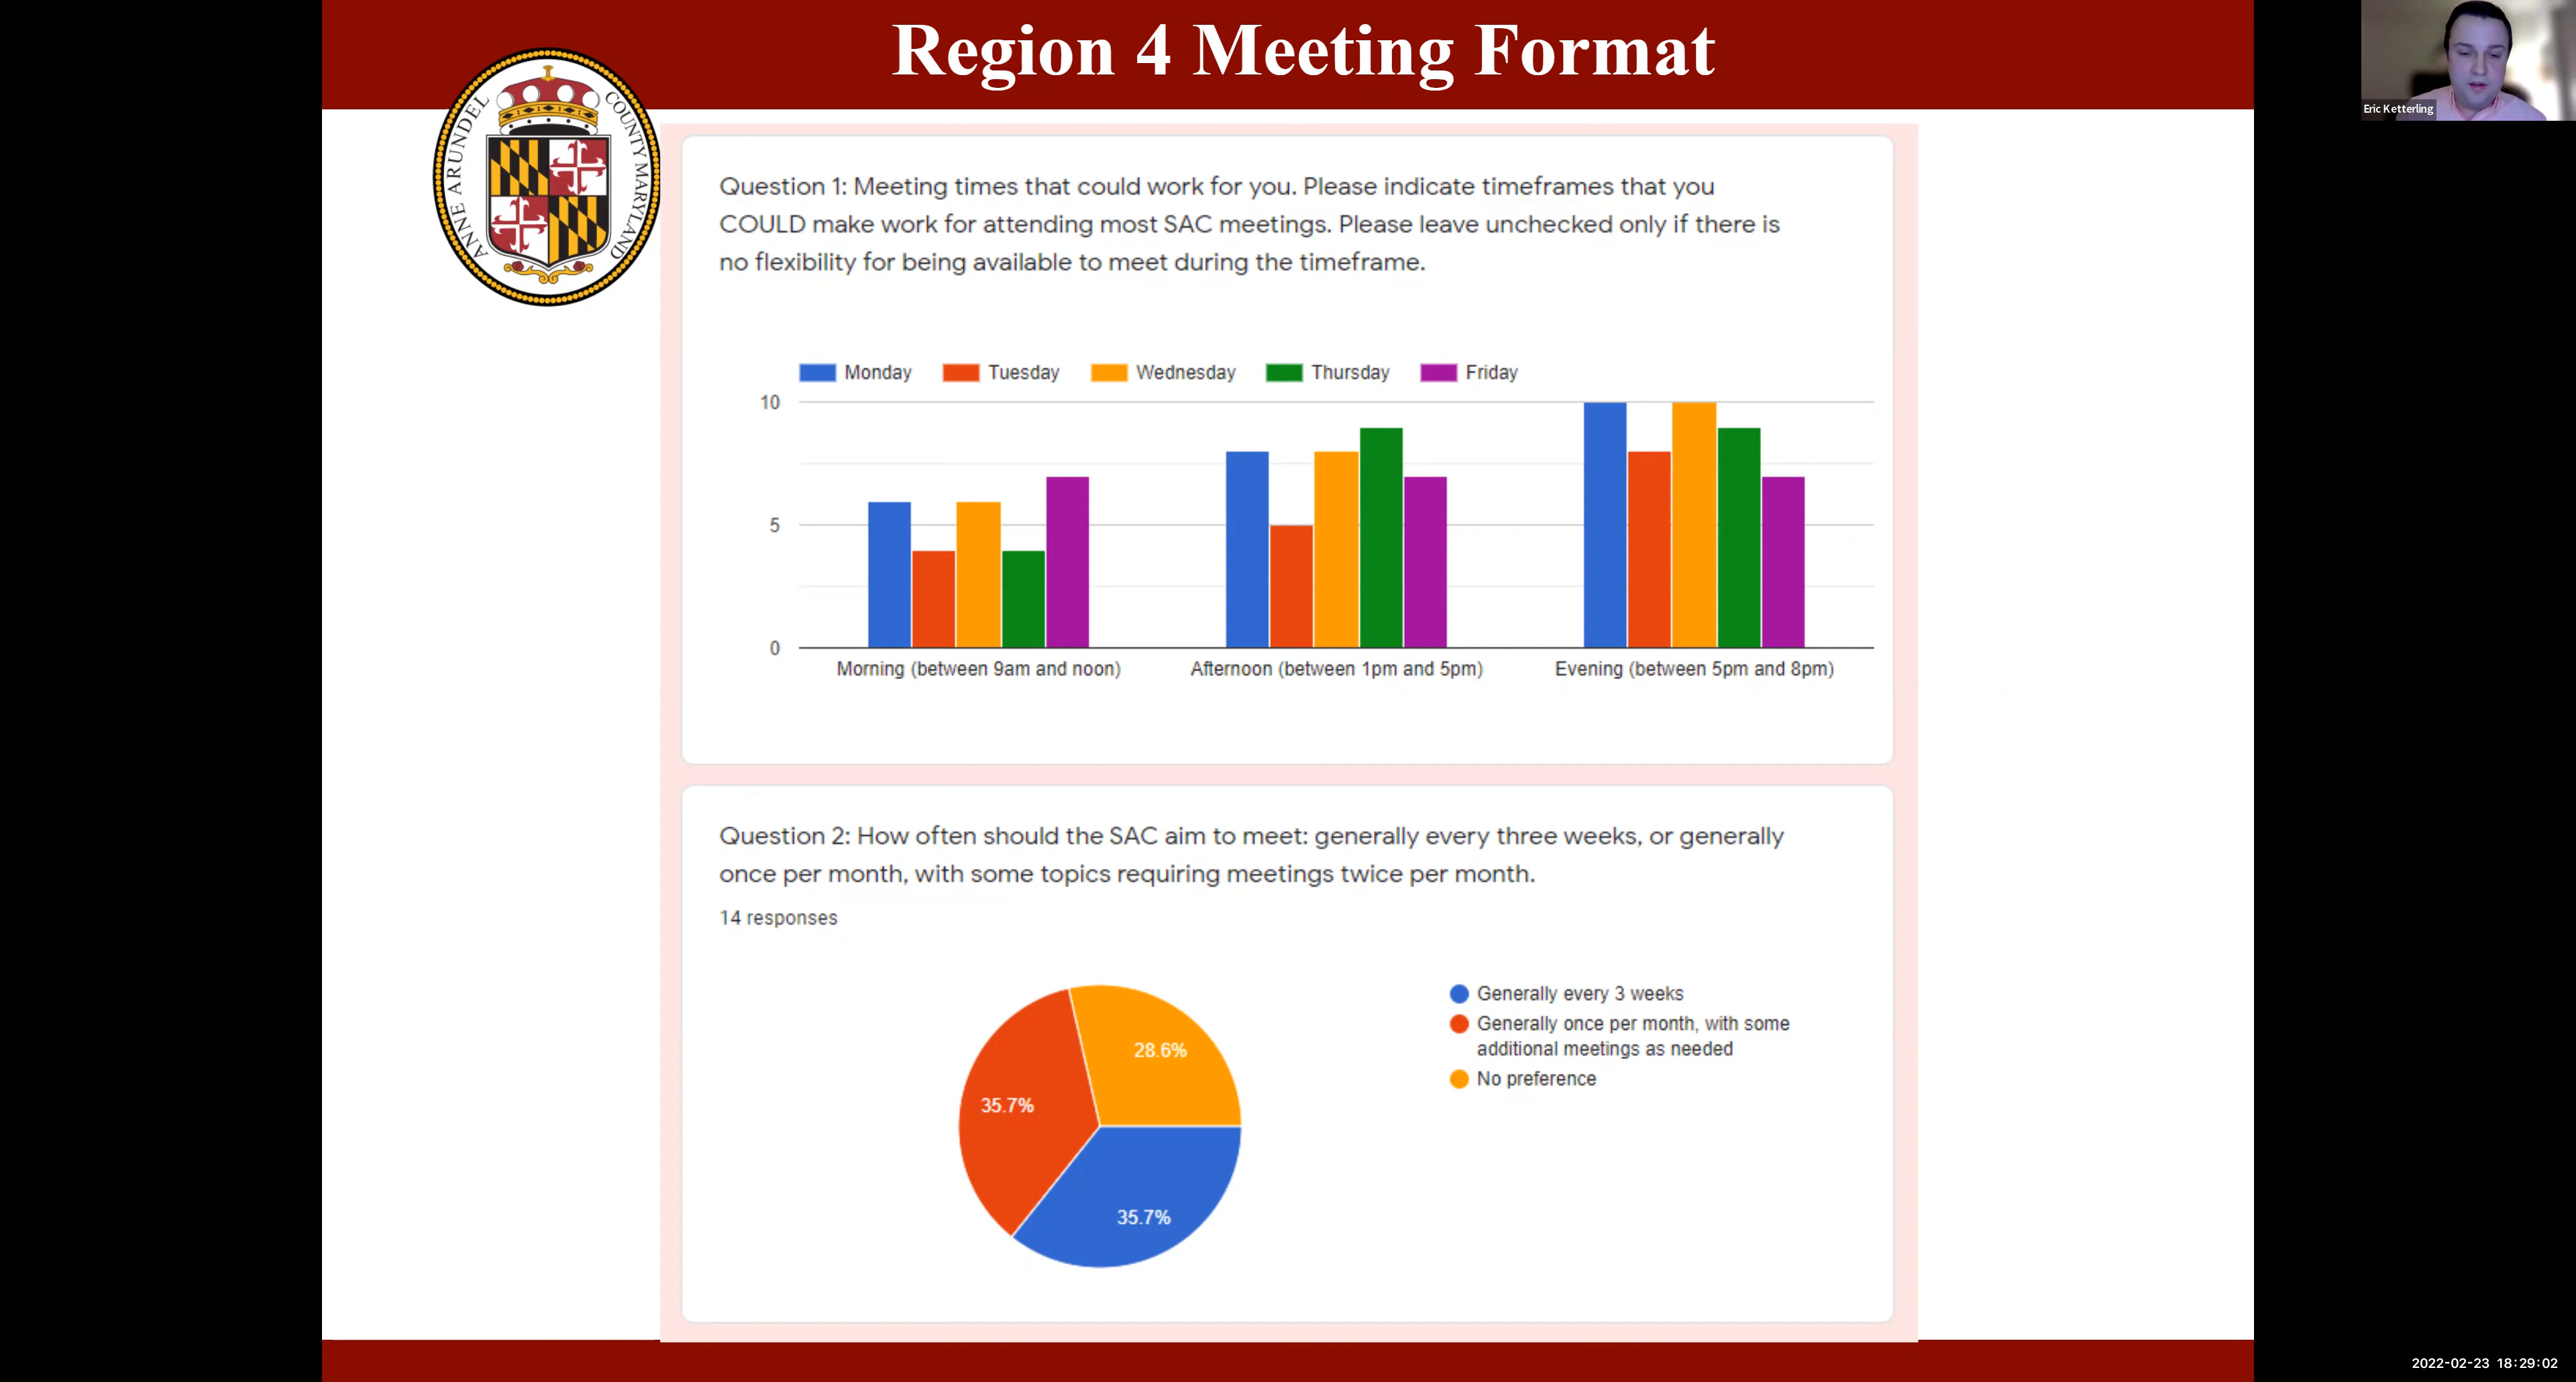 Region 4 Meeting Format
Eric Ketterling
ANNE ARUNDEL
COUNTY MARYLAND
Question 1: Meeting times that could work for you. Please indicate timeframes that you
COULD make work for attending most SAC meetings. Please leave unchecked only if there is
no flexibility for being available to meet during the timeframe.
Monday Tuesday Wednesday Thursday Friday
10
5
0
Morning (between 9am and noon) Afternoon (between 1pm and 5pm) Evening (between 5pm and 8pm)
Question 2: How often should the SAC aim to meet: generally every three weeks, or generally
once per month, with some topics requiring meetings twice per month.
14 responses
28.6%
35.7%
35.7%
Generally every 3 weeks
Generally once per month, with some
additional meetings as needed
No preference
2022-02-23 18:29:02